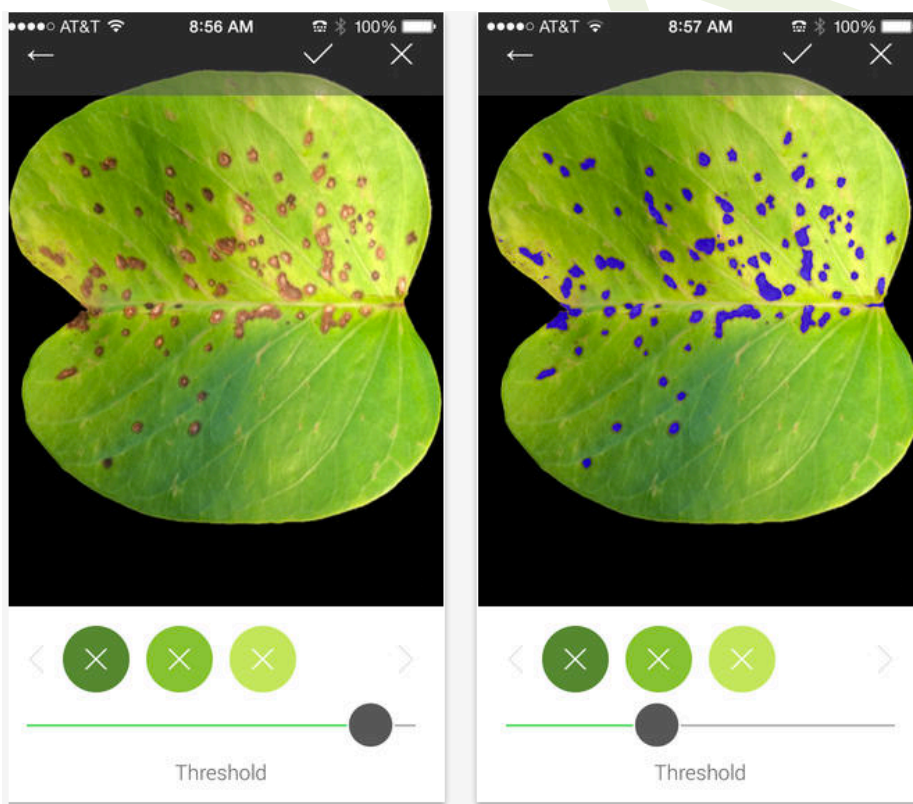 ●●●●○ AT&T 8:56 AM 100%
Threshold
●●●●○ AT&T 8:57 AM 100%
Threshold